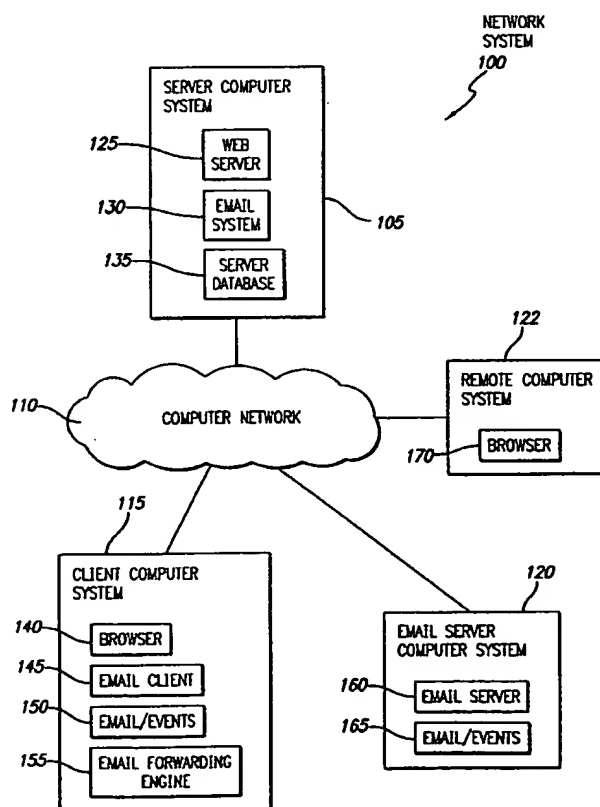 NETWORK
SYSTEM
100
SERVER COMPUTER
SYSTEM
125
WEB
SERVER
130
EMAIL
SYSTEM
105
135
SERVER
DATABASE
122
110
COMPUTER NETWORK
REMOTE COMPUTER
SYSTEM
170
BROWSER
115
CLIENT COMPUTER
SYSTEM
120
140
BROWSER
EMAIL SERVER
COMPUTER SYSTEM
145
EMAIL CLIENT
160
EMAIL SERVER
150
EMAIL/EVENTS
165
EMAIL/EVENTS
155
EMAIL FORWARDING
ENGINE